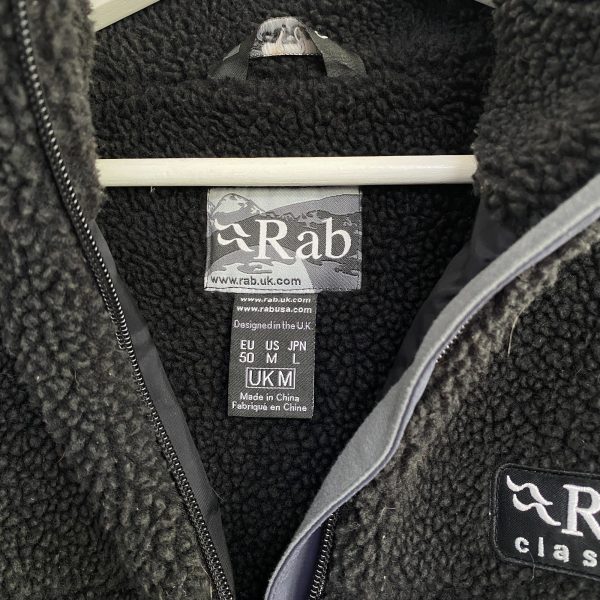 Rab
www.rab.uk.com
www.rab.uk.com
www.rabusa.com
Designed in the U.K.
EU US JPN
50 M L
UK M
Made in China
Fabriqué en Chine
R
clas